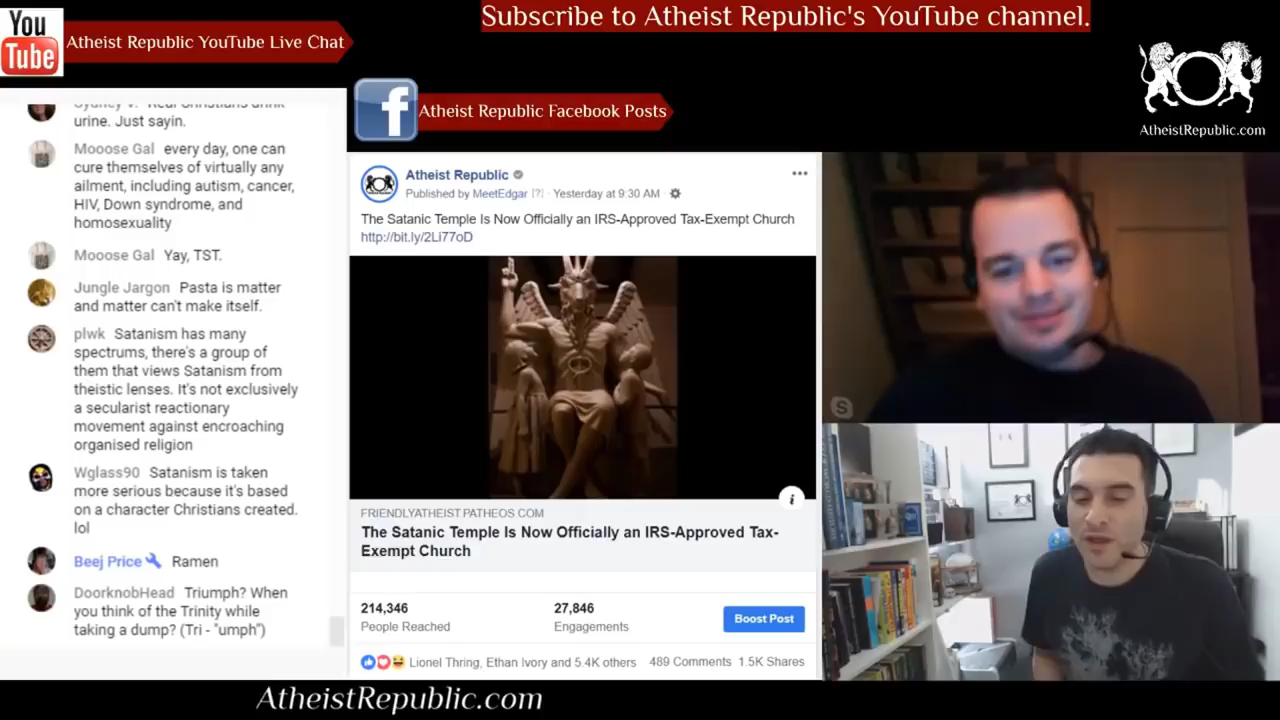 Subscribe to Atheist Republic's YouTube channel.
You
Tube
Atheist Republic YouTube Live Chat
AtheistRepublic.com
f
Atheist Republic Facebook Posts
urine. Just sayin.
Mooose Gal every day, one can
cure themselves of virtually any
ailment, including autism, cancer,
HIV, Down syndrome, and
homosexuality
Mooose Gal Yay, TST.
Jungle Jargon Pasta is matter
and matter can't make itself.
plwk Satanism has many
spectrums, there's a group of
them that views Satanism from
theistic lenses. It's not exclusively
a secularist reactionary
movement against encroaching
organised religion
Wglass90 Satanism is taken
more serious because it's based
on a character Christians created.
lol
Beej Price Ramen
DoorknobHead Triumph? When
you think of the Trinity while
taking a dump? (Tri - "umph")
Atheist Republic
Published by MeetEdgar [?] · Yesterday at 9:30 AM ·
The Satanic Temple Is Now Officially an IRS-Approved Tax-Exempt Church
http://bit.ly/2Li77oD
FRIENDLYATHEIST.PATHEOS.COM
The Satanic Temple Is Now Officially an IRS-Approved Tax-
Exempt Church
214,346
People Reached
27,846
Engagements
Boost Post
Lionel Thring, Ethan Ivory and 5.4K others 489 Comments 1.5K Shares
AtheistRepublic.com